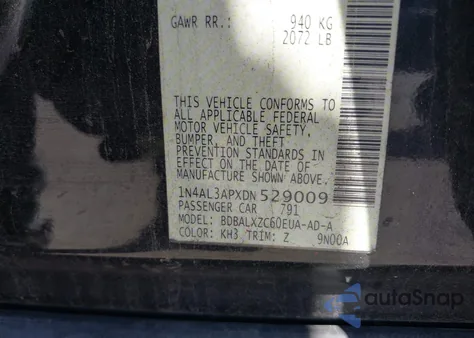 GAWR RR.: 940 KG
2072 LB
THIS VEHICLE CONFORMS TO
ALL APPLICABLE FEDERAL
MOTOR VEHICLE SAFETY,
BUMPER, AND THEFT
PREVENTION STANDARDS IN
EFFECT ON THE DATE OF
MANUFACTURE SHOWN ABOVE.
1N4AL3APXDN529009
PASSENGER CAR 791
MODEL: BDBALXZC60EUA-AD-A
COLOR: KH3 TRIM: Z 9N00A
autoSnap